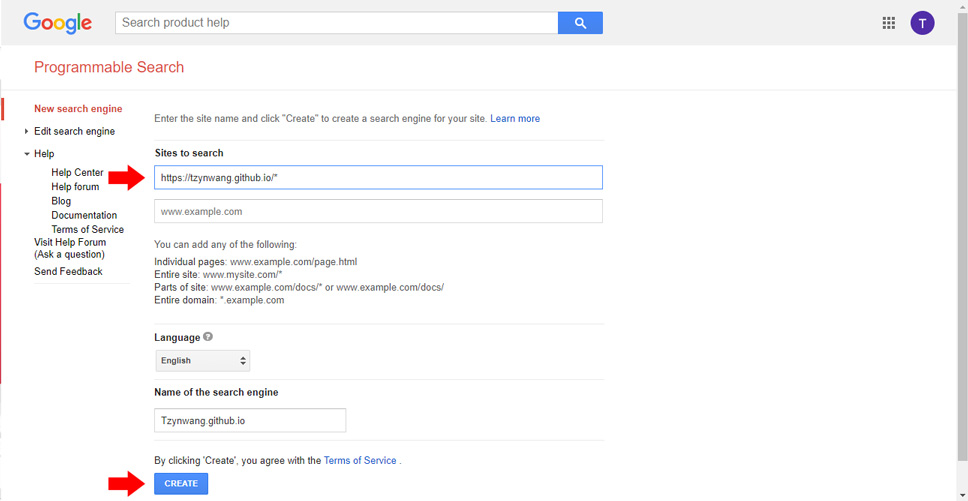 Google
Search product help
T
Programmable Search
New search engine
Edit search engine
Help
Help Center
Help forum
Blog
Documentation
Terms of Service
Visit Help Forum
(Ask a question)
Send Feedback
Enter the site name and click "Create" to create a search engine for your site. Learn more
Sites to search
https://tzynwang.github.io/*
www.example.com
You can add any of the following:
Individual pages: www.example.com/page.html
Entire site: www.mysite.com/*
Parts of site: www.example.com/docs/* or www.example.com/docs/
Entire domain: *.example.com
Language ?
English
Name of the search engine
Tzynwang.github.io
By clicking 'Create', you agree with the Terms of Service .
CREATE